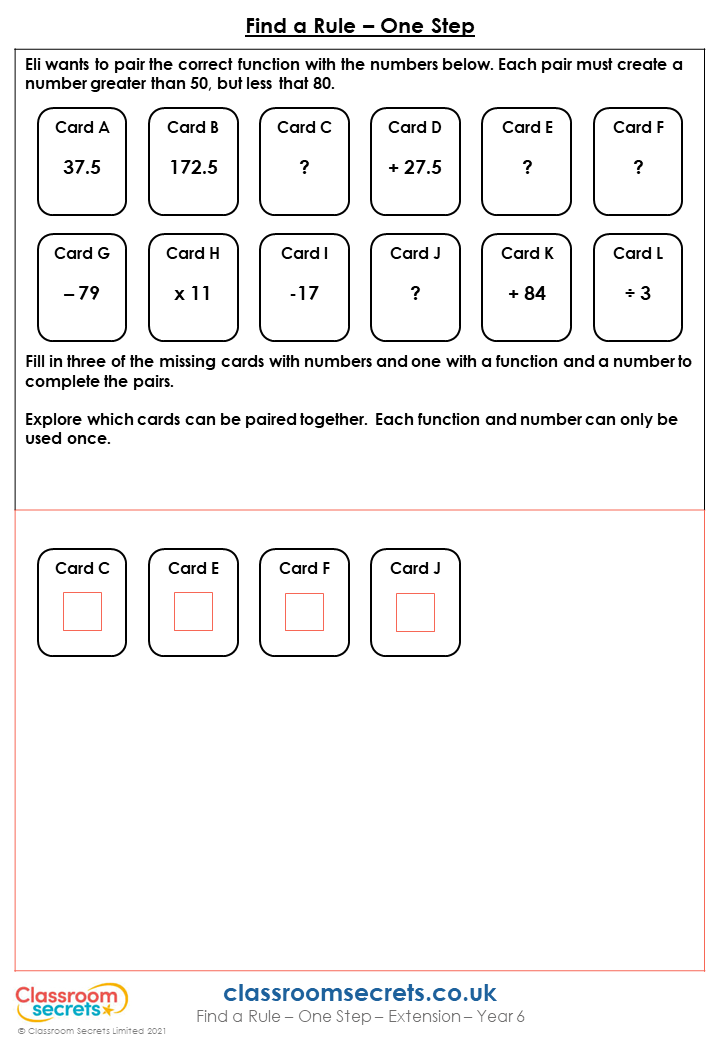 Find a Rule – One Step
Eli wants to pair the correct function with the numbers below. Each pair must create a
number greater than 50, but less that 80.
Card A Card B Card C Card D Card E Card F
37.5 172.5 ? + 27.5 ? ?
Card G Card H Card I Card J Card K Card L
– 79 x 11 -17 ? + 84 ÷ 3
Fill in three of the missing cards with numbers and one with a function and a number to
complete the pairs.
Explore which cards can be paired together. Each function and number can only be
used once.
Card C Card E Card F Card J
Classroom
secrets
© Classroom Secrets Limited 2021
classroomsecrets.co.uk
Find a Rule – One Step – Extension – Year 6